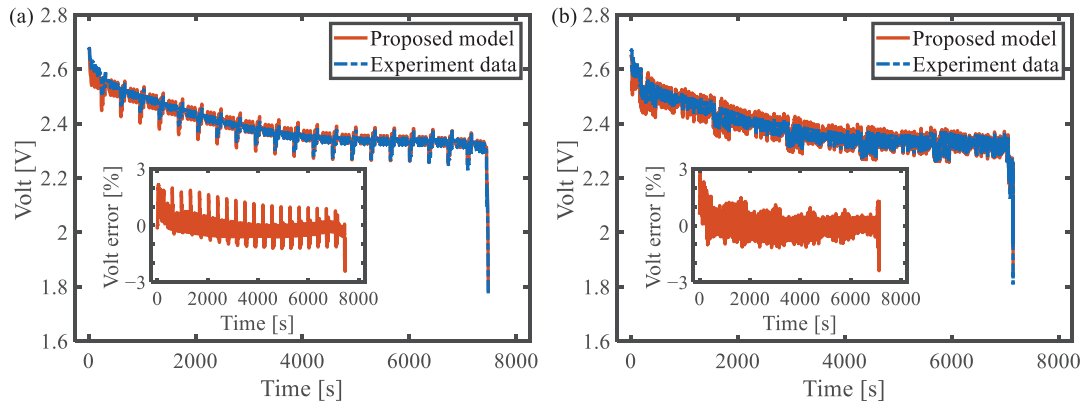 (a)
2.8
2.6
2.4
2.2
2
1.8
1.6
Volt [V]
Proposed model
Experiment data
3
0
−3
Volt error [%]
0 2000 4000 6000 8000
Time [s]
0 2000 4000 6000 8000
Time [s]
(b)
2.8
2.6
2.4
2.2
2
1.8
1.6
Volt [V]
Proposed model
Experiment data
3
0
−3
Volt error [%]
0 2000 4000 6000 8000
Time [s]
0 2000 4000 6000 8000
Time [s]